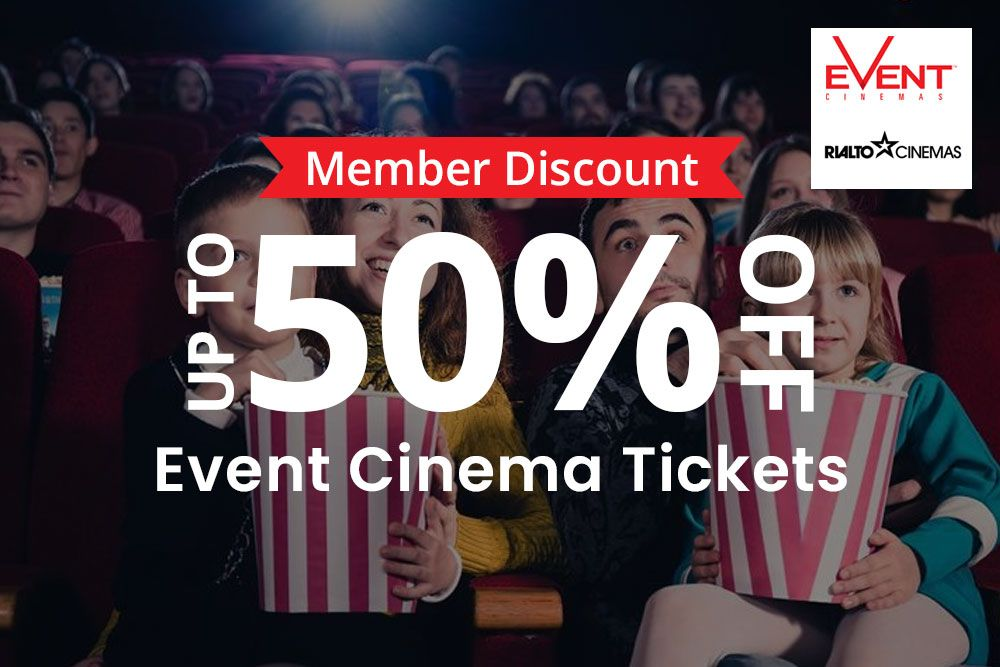 EVENT
CINEMAS
RIALTO CINEMAS
Member Discount
UP TO
50%
OFF
Event Cinema Tickets